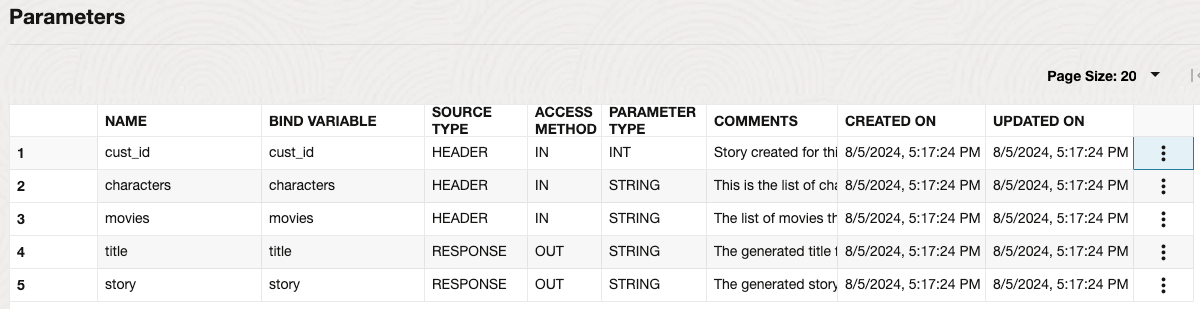 Parameters
Page Size: 20
NAME BIND VARIABLE SOURCE TYPE ACCESS METHOD PARAMETER TYPE COMMENTS CREATED ON UPDATED ON
1 cust_id cust_id HEADER IN INT Story created for thi 8/5/2024, 5:17:24 PM 8/5/2024, 5:17:24 PM
2 characters characters HEADER IN STRING This is the list of cha 8/5/2024, 5:17:24 PM 8/5/2024, 5:17:24 PM
3 movies movies HEADER IN STRING The list of movies th 8/5/2024, 5:17:24 PM 8/5/2024, 5:17:24 PM
4 title title RESPONSE OUT STRING The generated title f 8/5/2024, 5:17:24 PM 8/5/2024, 5:17:24 PM
5 story story RESPONSE OUT STRING The generated story 8/5/2024, 5:17:24 PM 8/5/2024, 5:17:24 PM